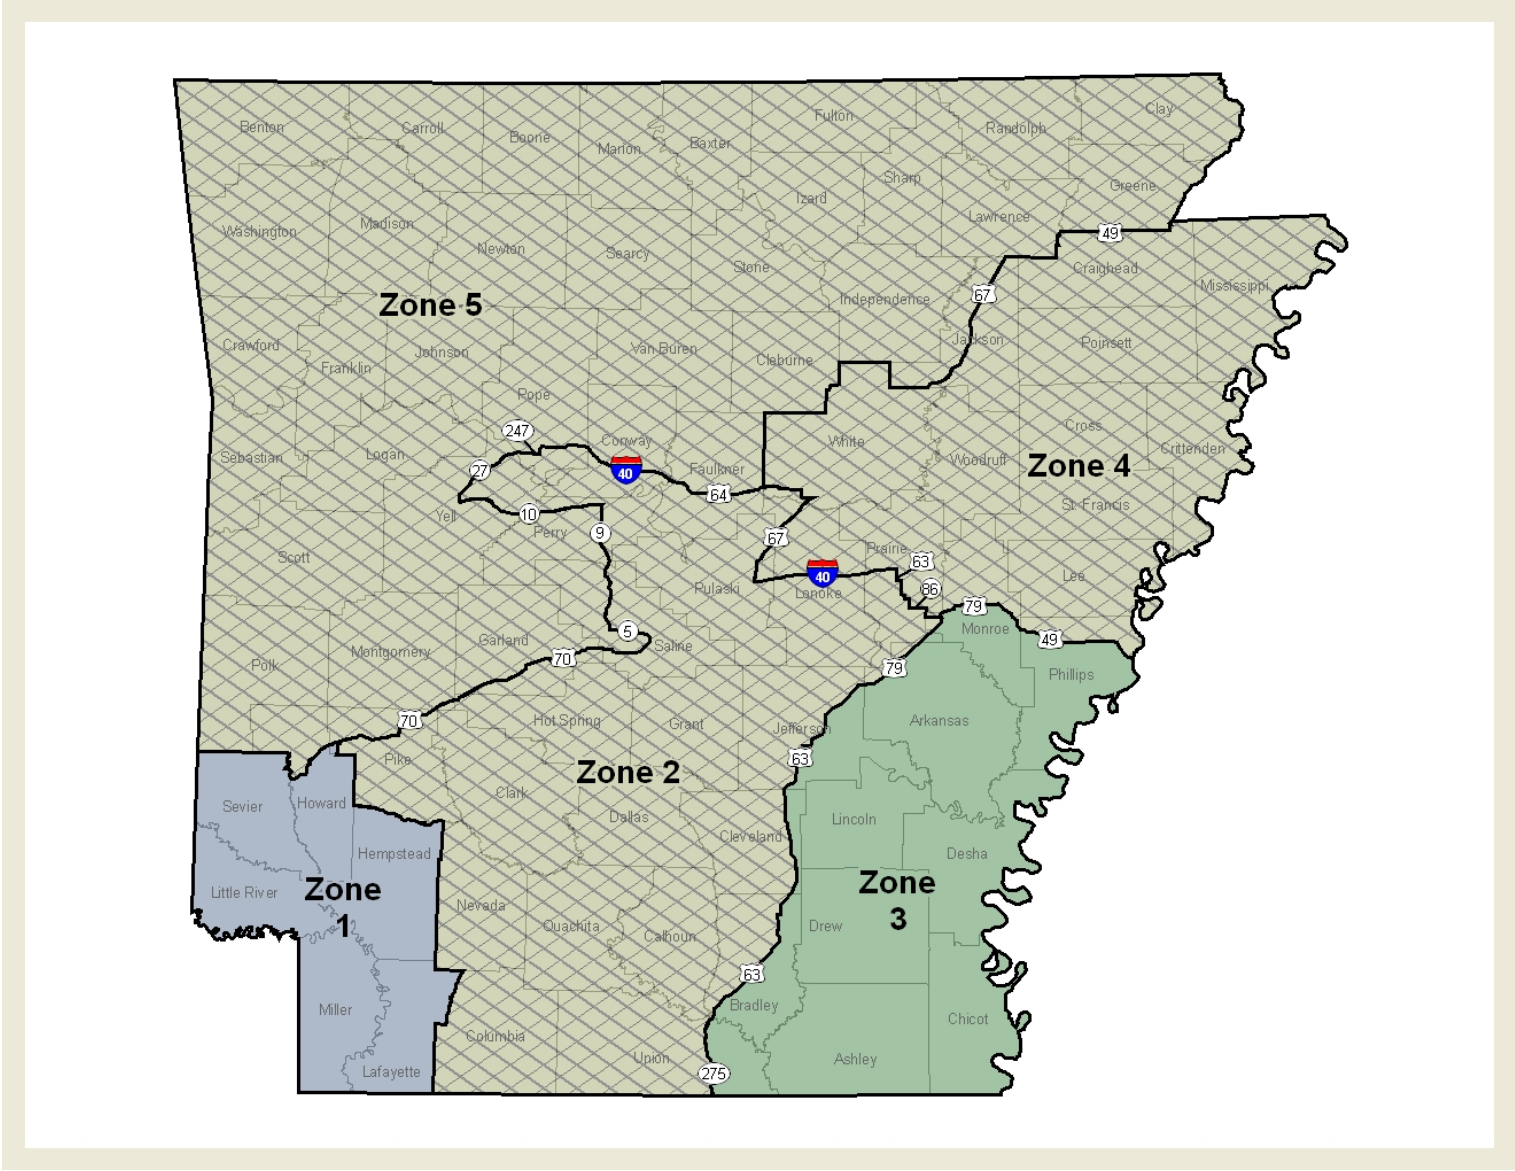 Benton
Carroll
Boone
Marion
Baxter
Fulton
Randolph
Clay
Sharp
Izard
Greene
Washington
Madison
Newton
Searcy
Stone
Lawrence
49
Craighead
Mississippi
Independence
67
Zone 5
Crawford
Franklin
Johnson
Van Buren
Cleburne
Jackson
Poinsett
Pope
247
Conway
White
Cross
Crittenden
Sebastian
Logan
27
40
Faulkner
64
Woodruff
Zone 4
St. Francis
Yell
10
Perry
9
67
Prairie
63
Scott
Pulaski
40
Lonoke
86
Lee
79
Monroe
49
Polk
Montgomery
Garland
5
Saline
70
79
Phillips
70
Hot Spring
Grant
Jefferson
Arkansas
Pike
63
Zone 2
Sevier
Howard
Clark
Dallas
Cleveland
Lincoln
Hempstead
Desha
Little River
Zone
1
Zone
3
Nevada
Ouachita
Calhoun
Drew
63
Miller
Bradley
Chicot
Columbia
Union
Ashley
Lafayette
275